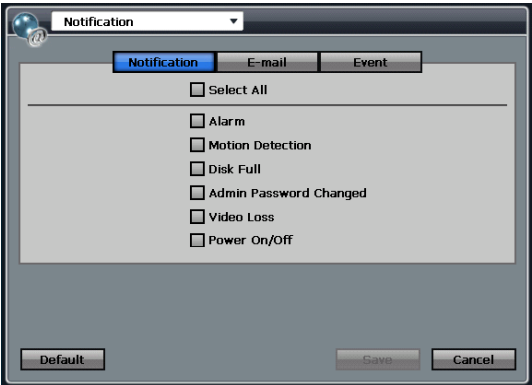 Notification
Notification E-mail Event
Select All
Alarm
Motion Detection
Disk Full
Admin Password Changed
Video Loss
Power On/Off
Default Save Cancel